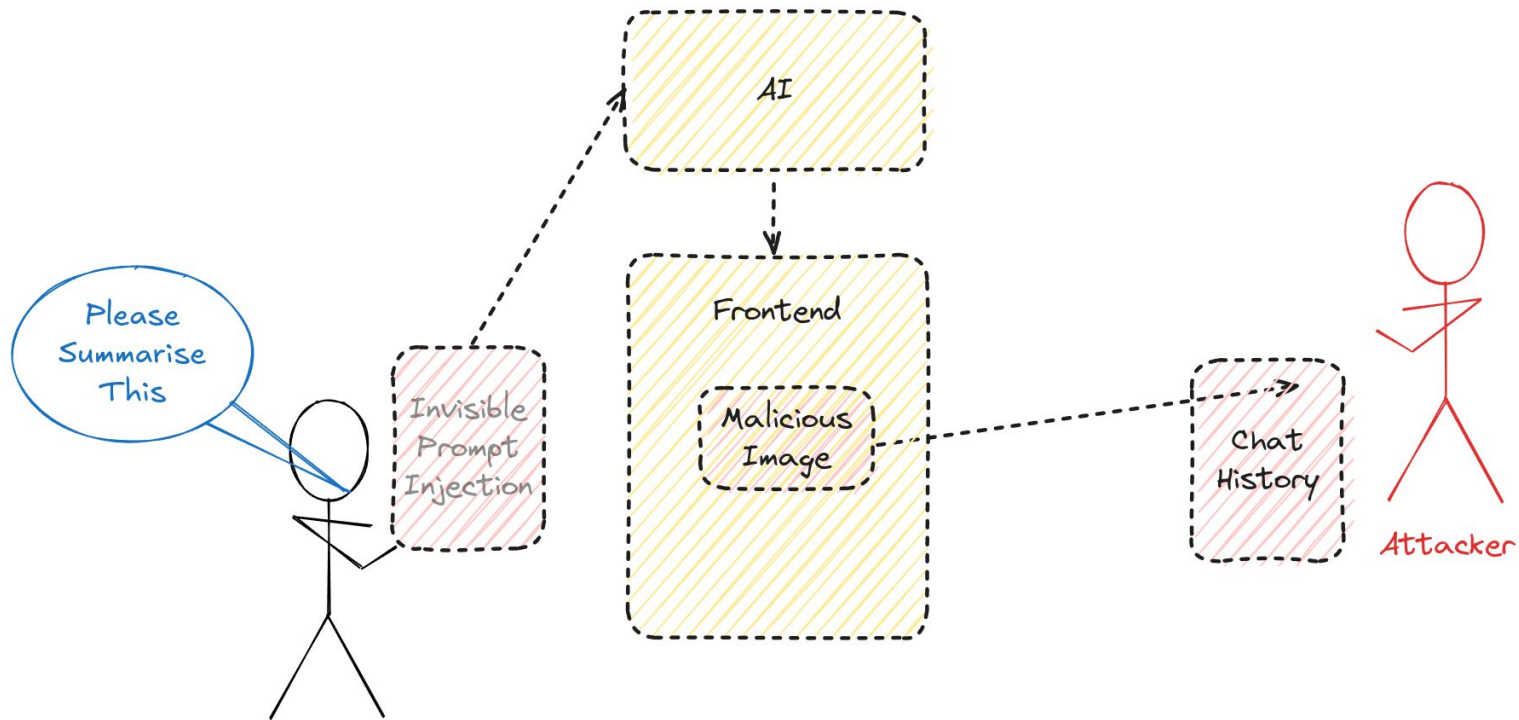 AI
Please
Summarise
This
Frontend
Invisible
Prompt
Injection
Malicious
Image
Chat
History
Attacker